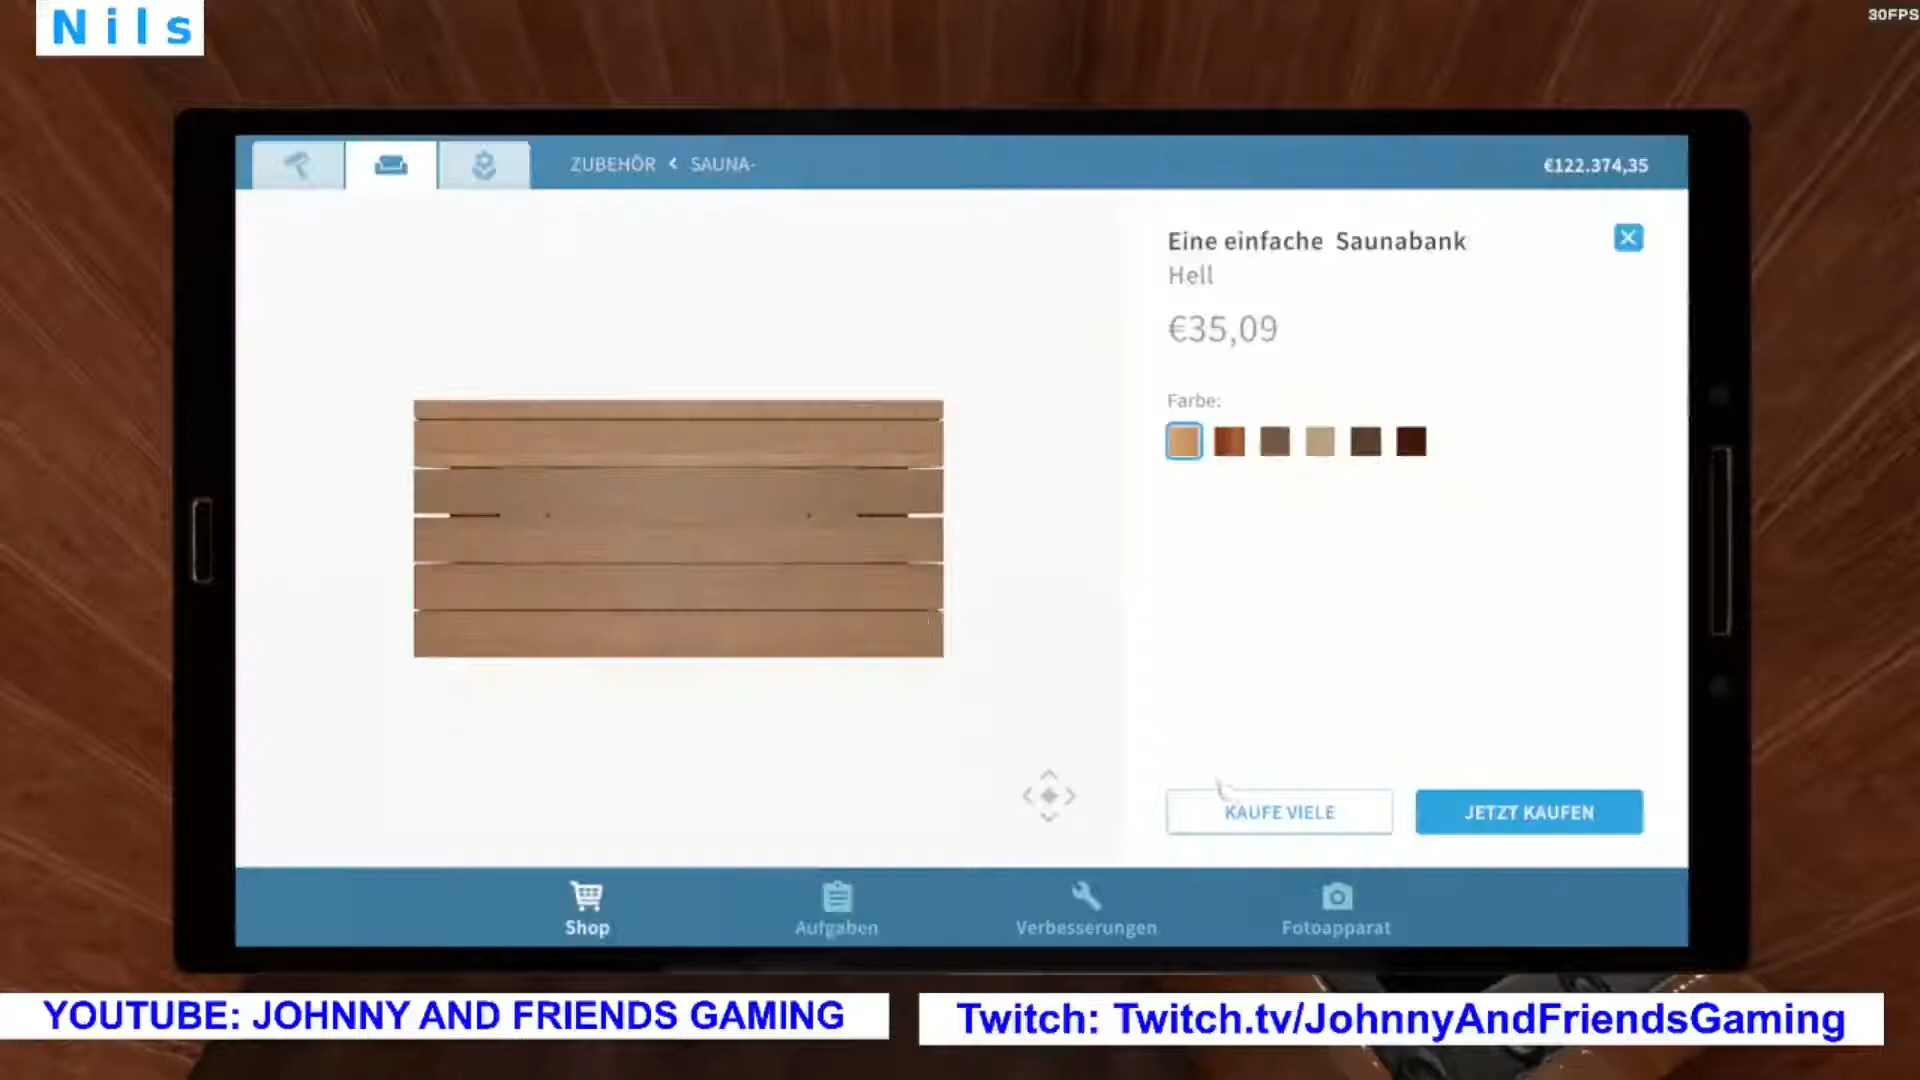 Nils
30FPS
ZUBEHÖR < SAUNA-
€122.374,35
Eine einfache Saunabank
Hell
€35,09
Farbe:
KAUFE VIELE
JETZT KAUFEN
Shop
Aufgaben
Verbesserungen
Fotoapparat
YOUTUBE: JOHNNY AND FRIENDS GAMING
Twitch: Twitch.tv/JohnnyAndFriendsGaming